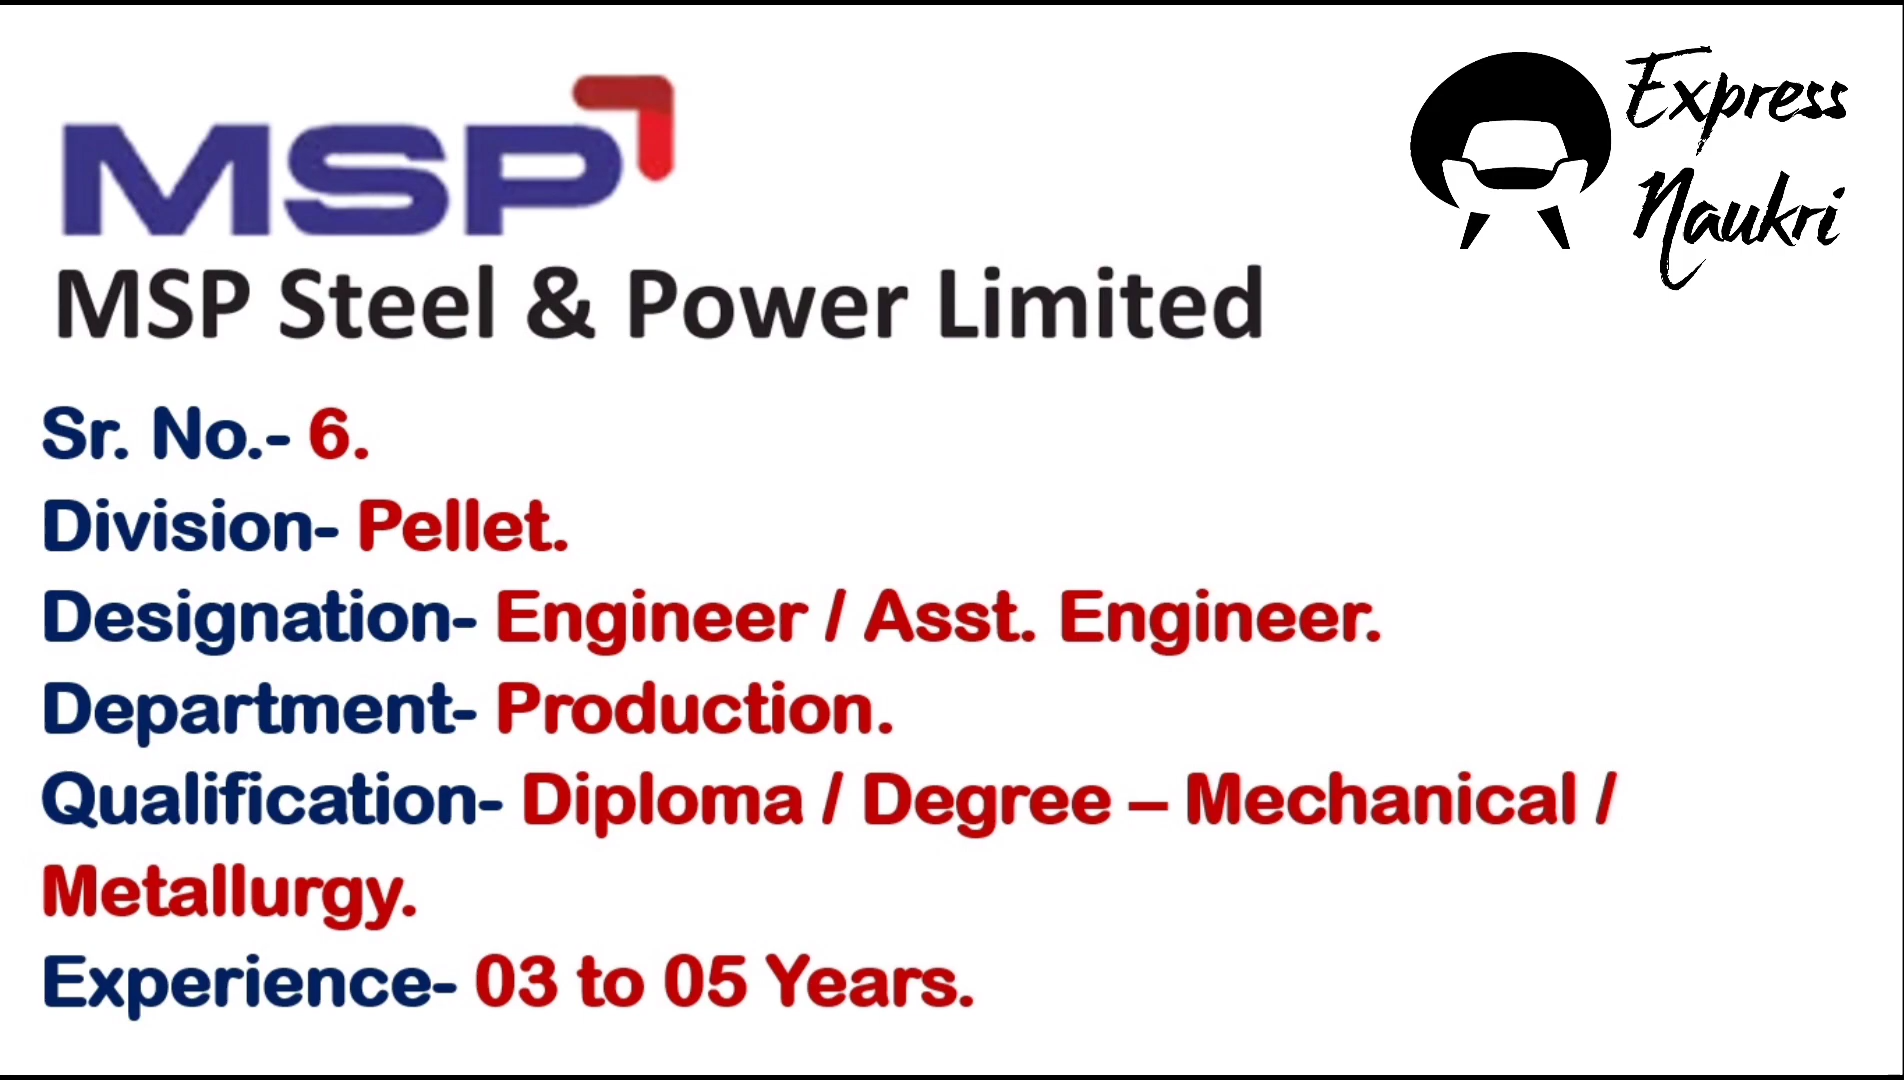 MSP
MSP Steel & Power Limited
Express
Naukri
Sr. No.- 6.
Division- Pellet.
Designation- Engineer / Asst. Engineer.
Department- Production.
Qualification- Diploma / Degree – Mechanical /
Metallurgy.
Experience- 03 to 05 Years.